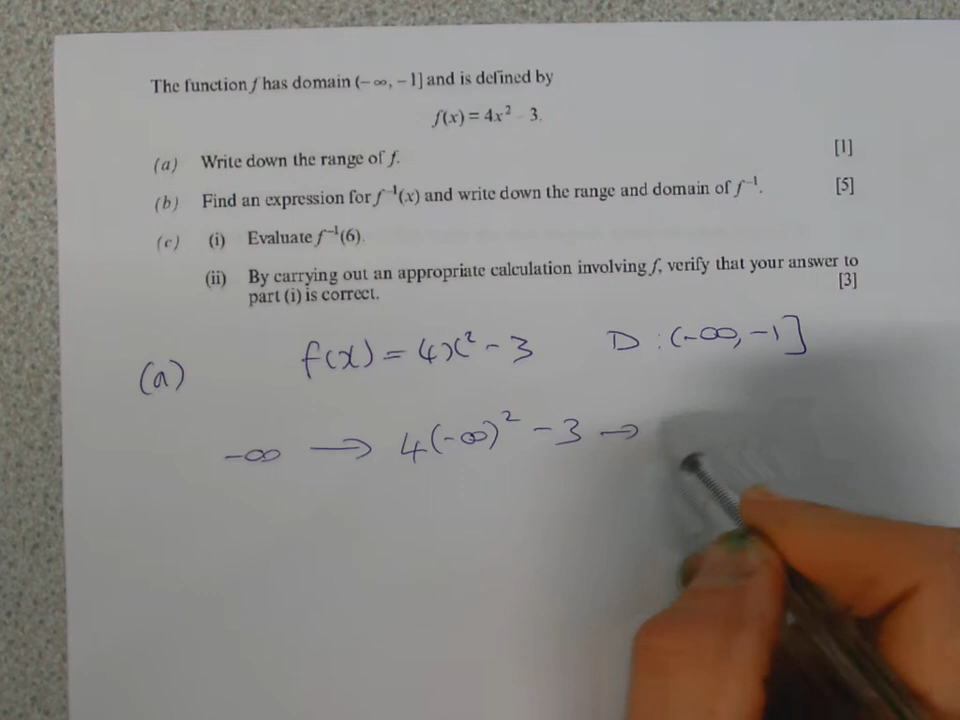 The function f has domain (−∞, −1] and is defined by
f(x) = 4x² − 3.
(a) Write down the range of f. [1]
(b) Find an expression for f⁻¹(x) and write down the range and domain of f⁻¹. [5]
(c) (i) Evaluate f⁻¹(6).
(ii) By carrying out an appropriate calculation involving f, verify that your answer to
part (i) is correct. [3]
(a) f(x) = 4x² − 3 D : (−∞, −1]
−∞ → 4(−∞)² − 3 →